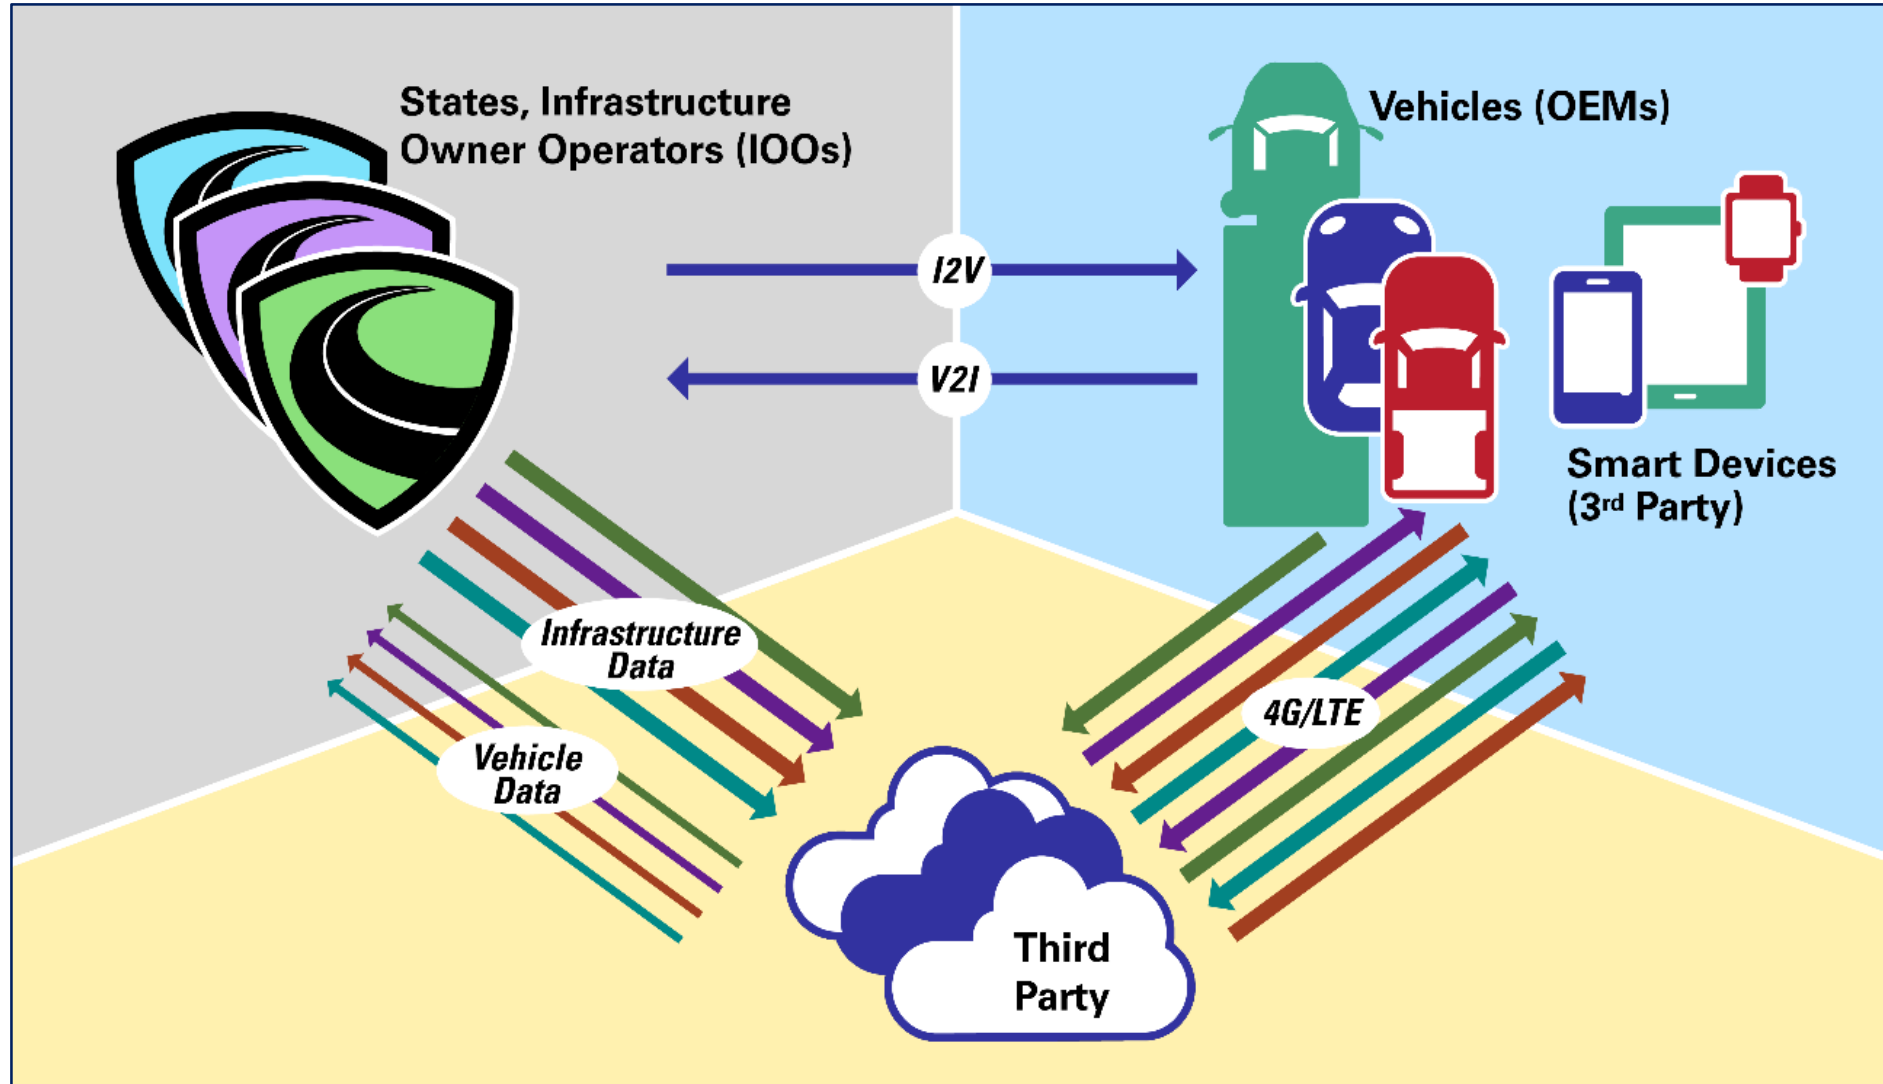 States, Infrastructure
Owner Operators (IOOs)
Vehicles (OEMs)
I2V
V2I
Smart Devices
(3rd Party)
Infrastructure
Data
4G/LTE
Vehicle
Data
Third
Party